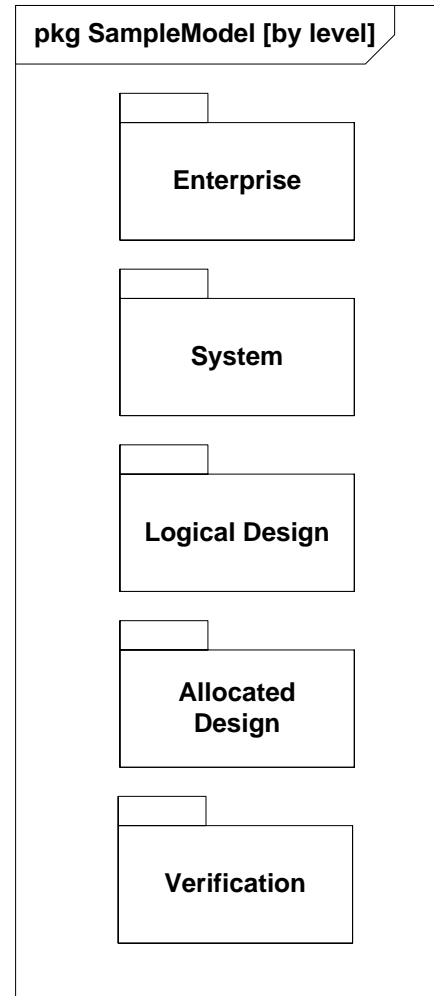 pkg SampleModel [by level]
Enterprise
System
Logical Design
Allocated
Design
Verification